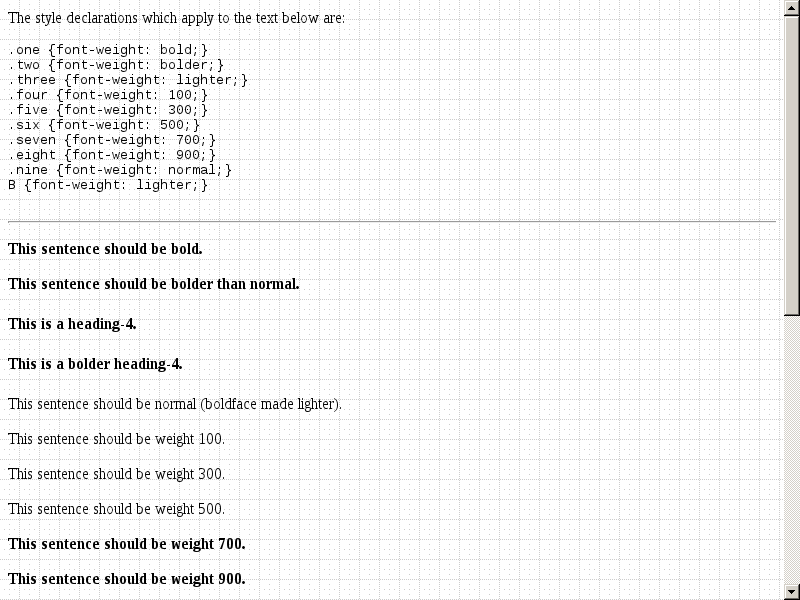 The style declarations which apply to the text below are:
.one {font-weight: bold;}
.two {font-weight: bolder;}
.three {font-weight: lighter;}
.four {font-weight: 100;}
.five {font-weight: 300;}
.six {font-weight: 500;}
.seven {font-weight: 700;}
.eight {font-weight: 900;}
.nine {font-weight: normal;}
B {font-weight: lighter;}
This sentence should be bold.
This sentence should be bolder than normal.
This is a heading-4.
This is a bolder heading-4.
This sentence should be normal (boldface made lighter).
This sentence should be weight 100.
This sentence should be weight 300.
This sentence should be weight 500.
This sentence should be weight 700.
This sentence should be weight 900.